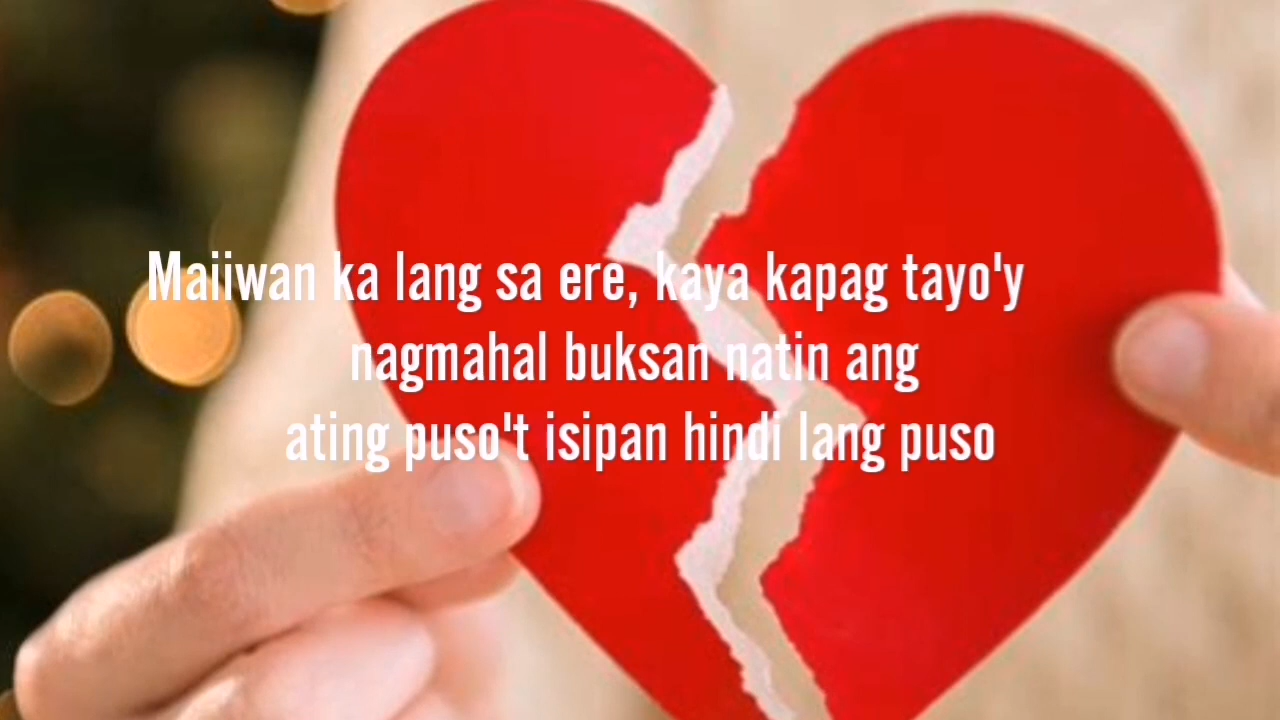 Maiiwan ka lang sa ere, kaya kapag tayo'y
nagmahal buksan natin ang
ating puso't isipan hindi lang puso